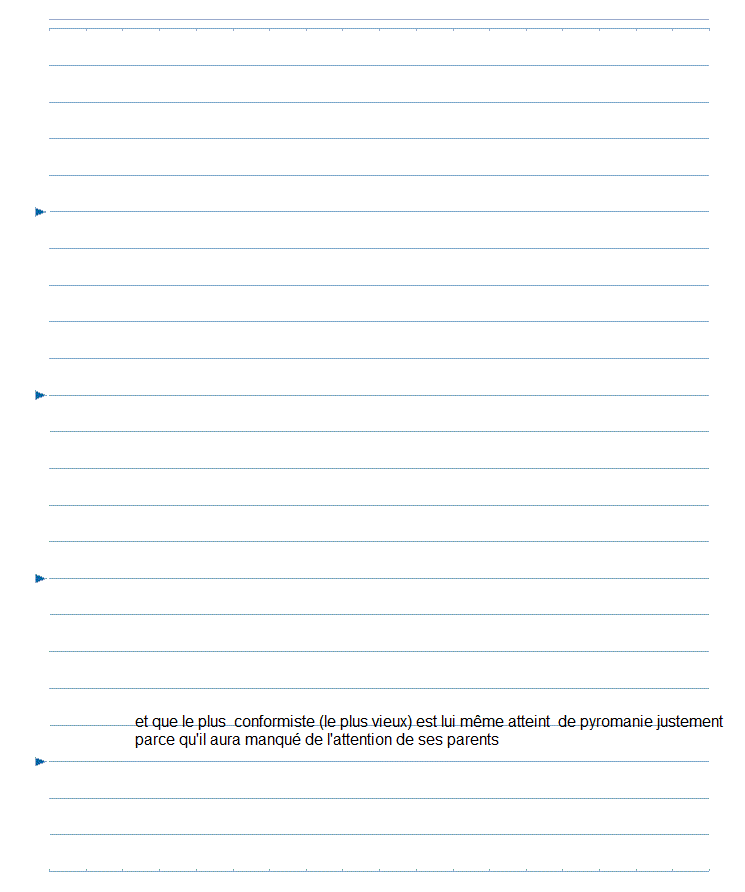 et que le plus  conformiste (le plus vieux) est lui même atteint  de pyromanie justement
parce qu'il aura manqué de l'attention de ses parents